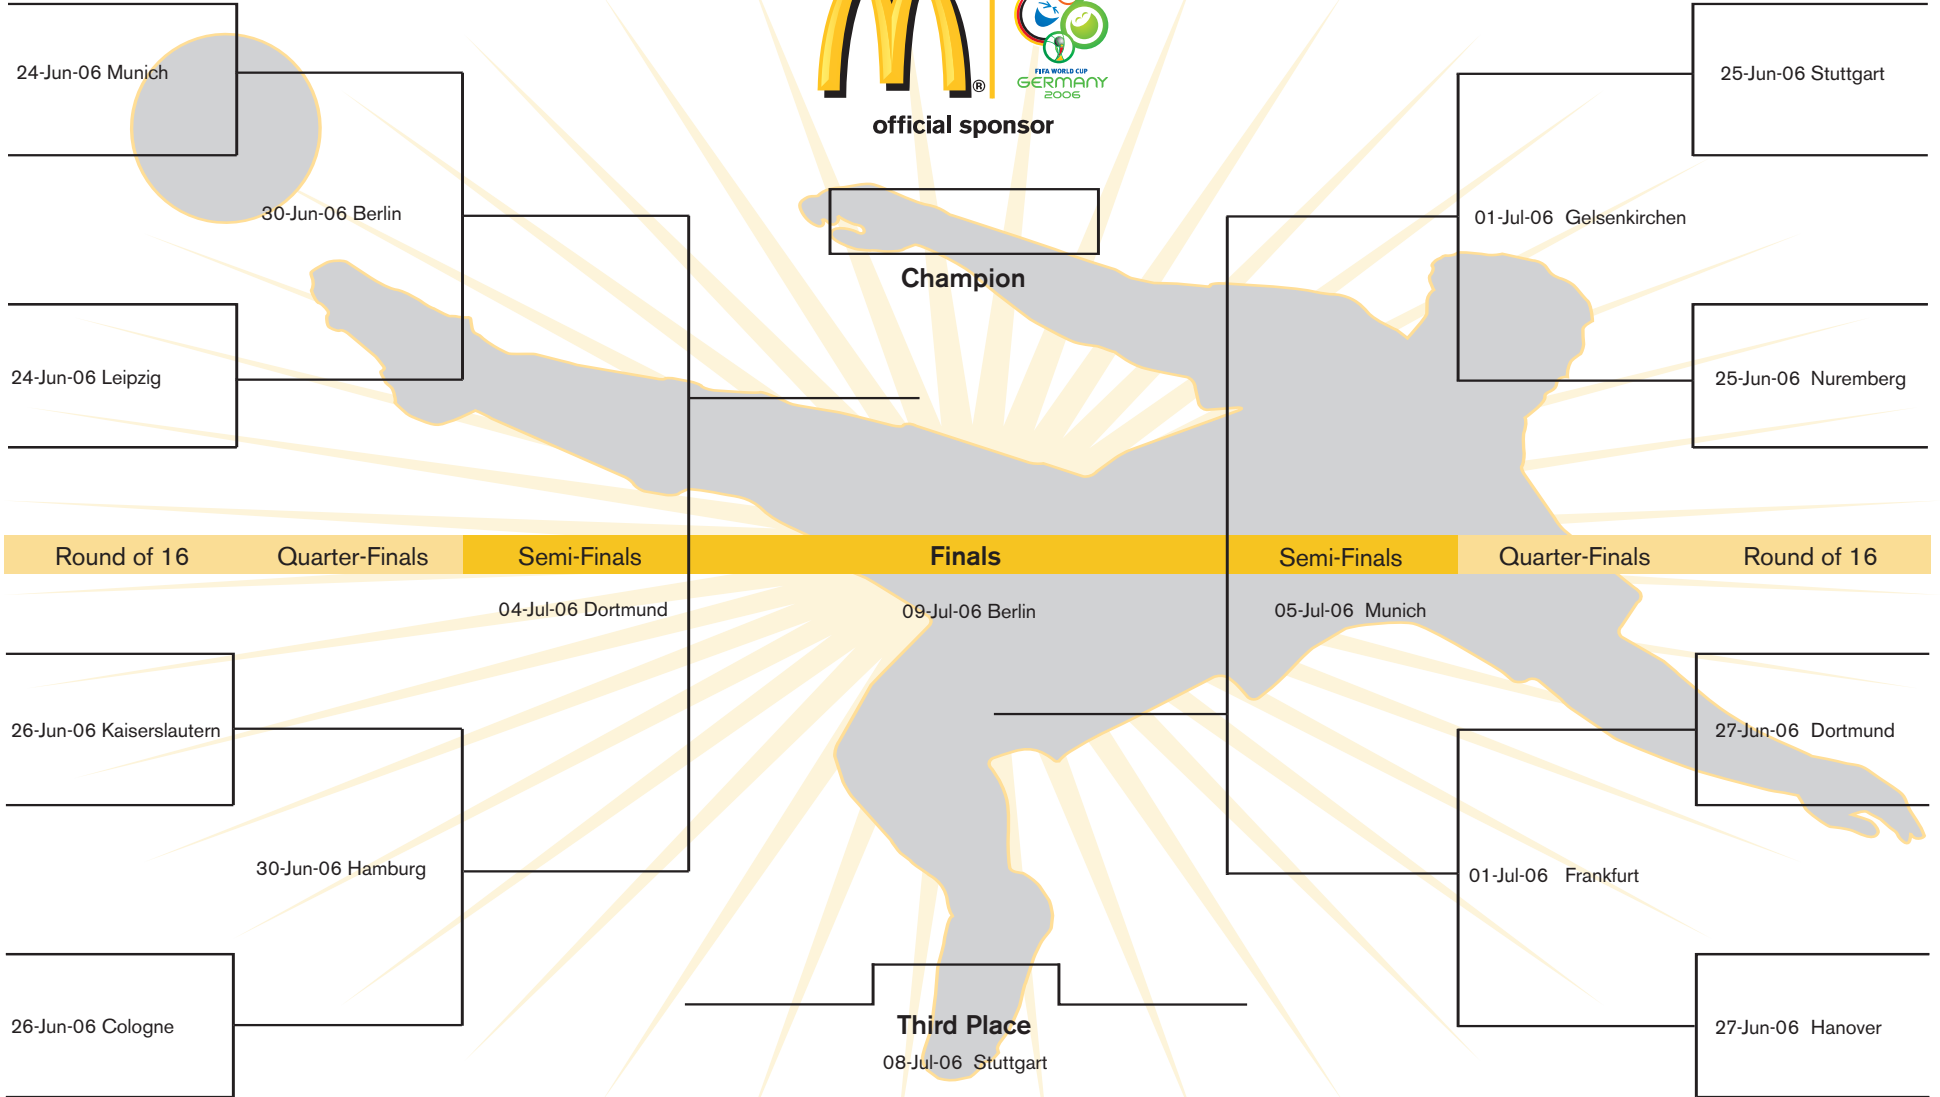 ®
FIFA WORLD CUP
GERMANY
2006
official sponsor
24-Jun-06 Munich
25-Jun-06 Stuttgart
30-Jun-06 Berlin
01-Jul-06 Gelsenkirchen
Champion
24-Jun-06 Leipzig
25-Jun-06 Nuremberg
Round of 16
Quarter-Finals
Semi-Finals
Finals
Semi-Finals
Quarter-Finals
Round of 16
04-Jul-06 Dortmund
09-Jul-06 Berlin
05-Jul-06 Munich
26-Jun-06 Kaiserslautern
27-Jun-06 Dortmund
30-Jun-06 Hamburg
01-Jul-06 Frankfurt
26-Jun-06 Cologne
Third Place
08-Jul-06 Stuttgart
27-Jun-06 Hanover